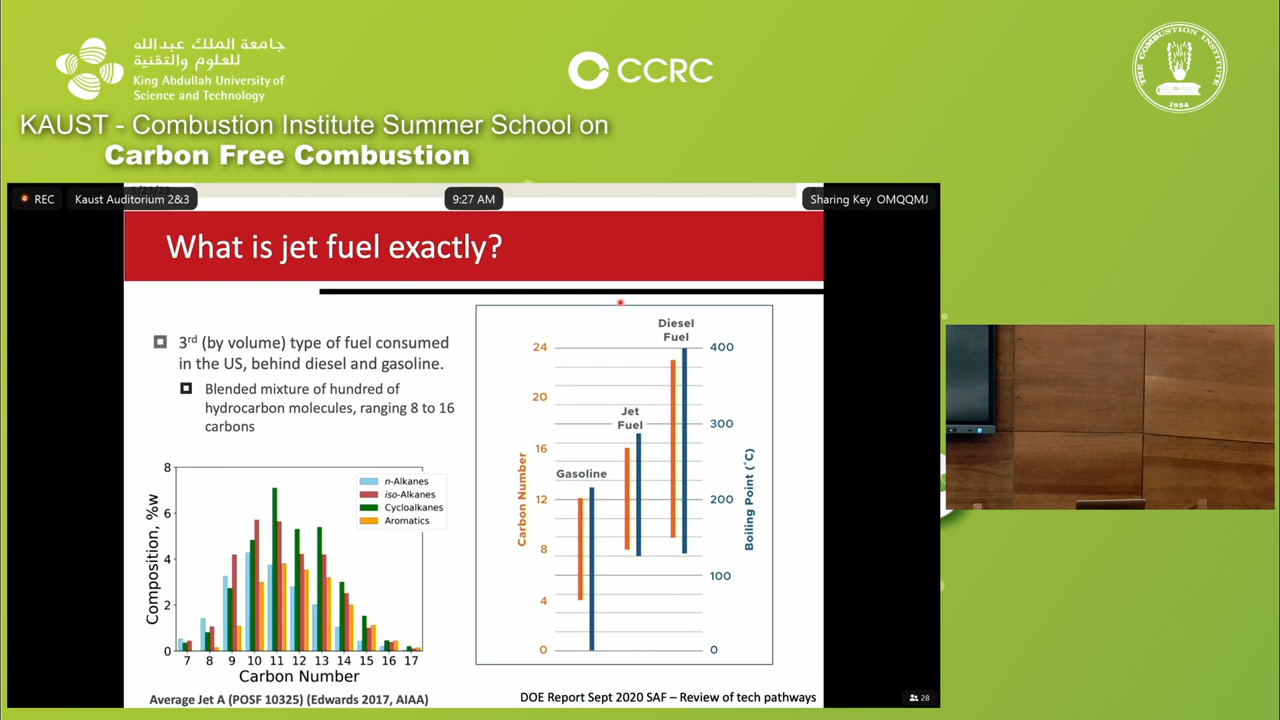 جامعة الملك عبدالله
للعلوم والتقنية
King Abdullah University of
Science and Technology
CCRC
THE COMBUSTION INSTITUTE
1954
KAUST - Combustion Institute Summer School on
Carbon Free Combustion
REC
Kaust Auditorium 2&3
9:27 AM
Sharing Key OMQQMJ
What is jet fuel exactly?
3rd (by volume) type of fuel consumed
in the US, behind diesel and gasoline.
Blended mixture of hundred of
hydrocarbon molecules, ranging 8 to 16
carbons
8
6
4
2
0
Composition, %w
n-Alkanes
iso-Alkanes
Cycloalkanes
Aromatics
7 8 9 10 11 12 13 14 15 16 17
Carbon Number
Average Jet A (POSF 10325) (Edwards 2017, AIAA)
Diesel
Fuel
Jet
Fuel
Gasoline
24
20
16
12
8
4
0
Carbon Number
400
300
200
100
0
Boiling Point (°C)
DOE Report Sept 2020 SAF – Review of tech pathways
28